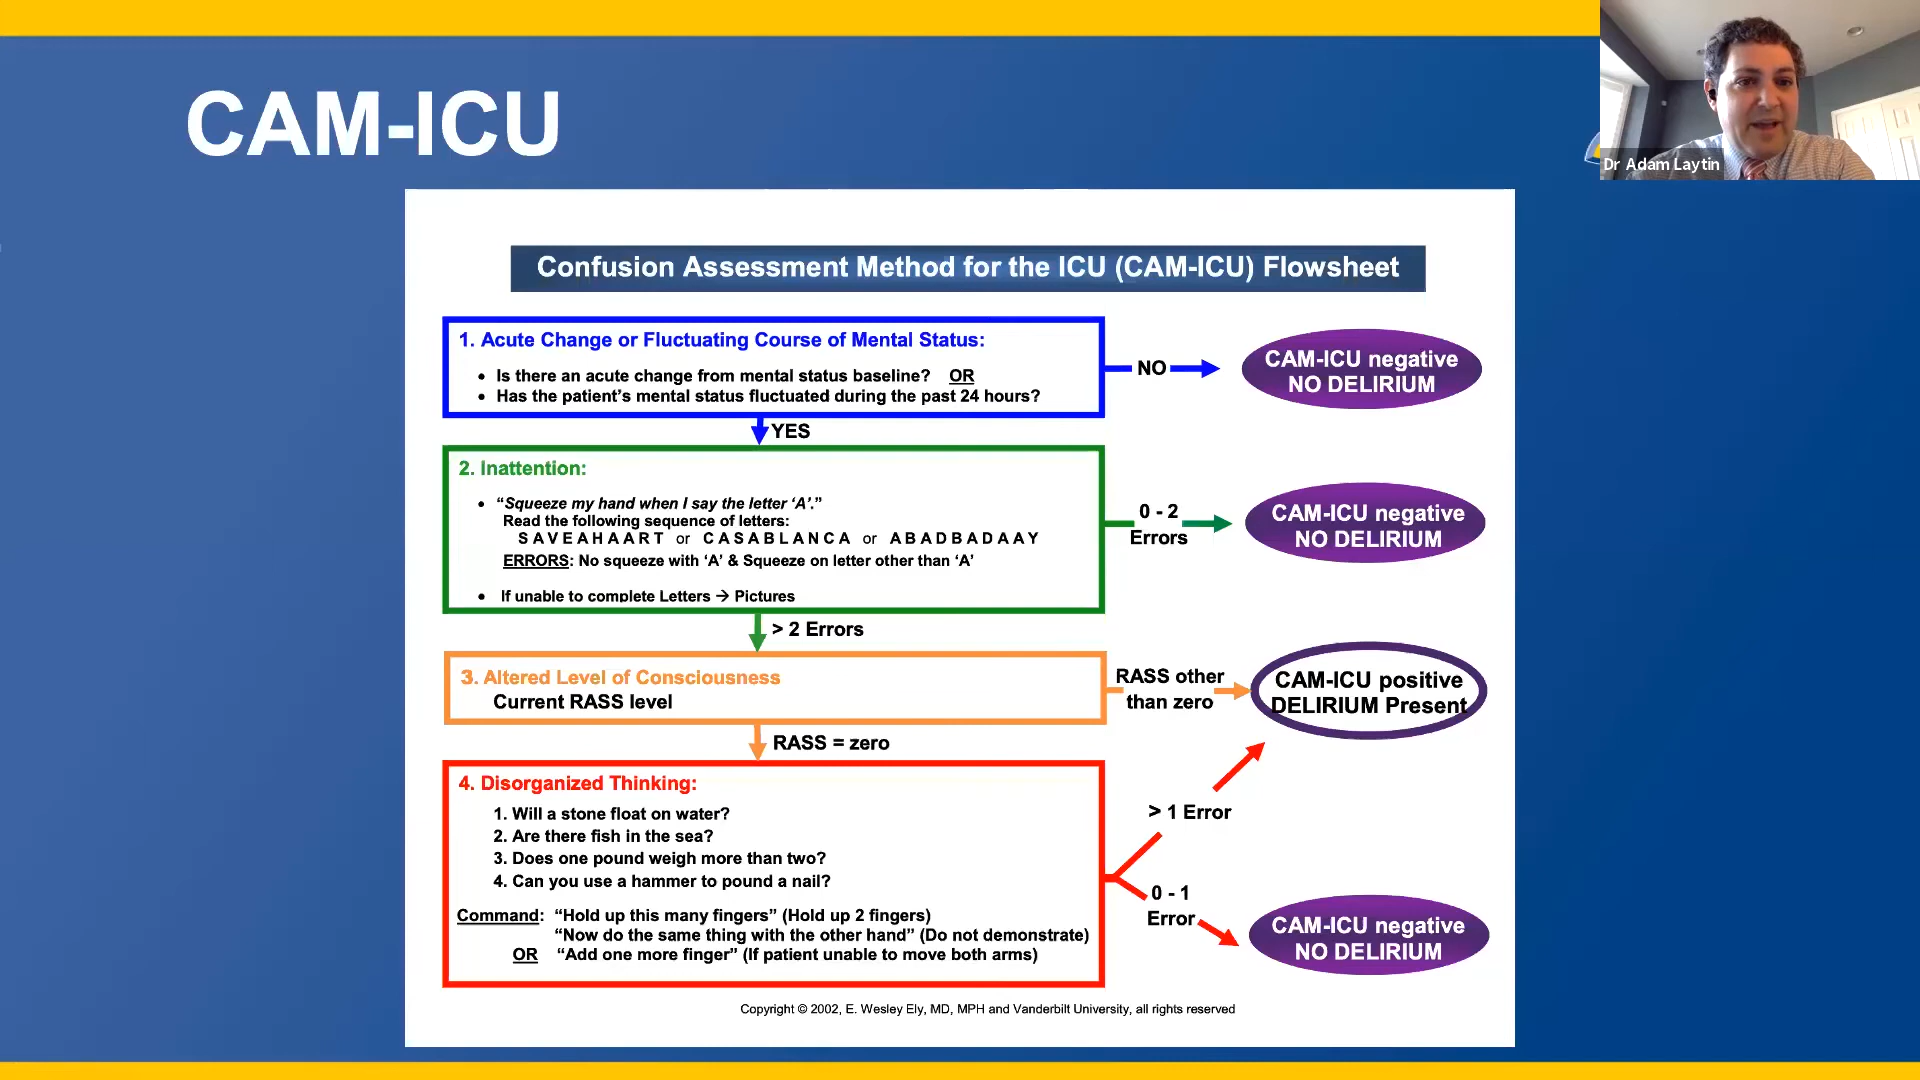 CAM-ICU
Dr Adam Laytin
Confusion Assessment Method for the ICU (CAM-ICU) Flowsheet
1. Acute Change or Fluctuating Course of Mental Status:
• Is there an acute change from mental status baseline? OR
• Has the patient’s mental status fluctuated during the past 24 hours?
NO
CAM-ICU negative
NO DELIRIUM
YES
2. Inattention:
• “Squeeze my hand when I say the letter ‘A’.”
Read the following sequence of letters:
S A V E A H A A R T or C A S A B L A N C A or A B A D B A D A A Y
ERRORS: No squeeze with ‘A’ & Squeeze on letter other than ‘A’
• If unable to complete Letters → Pictures
0 - 2
Errors
CAM-ICU negative
NO DELIRIUM
> 2 Errors
3. Altered Level of Consciousness
Current RASS level
RASS other
than zero
CAM-ICU positive
DELIRIUM Present
RASS = zero
4. Disorganized Thinking:
1. Will a stone float on water?
2. Are there fish in the sea?
3. Does one pound weigh more than two?
4. Can you use a hammer to pound a nail?
Command: “Hold up this many fingers” (Hold up 2 fingers)
“Now do the same thing with the other hand” (Do not demonstrate)
OR “Add one more finger” (If patient unable to move both arms)
> 1 Error
0 - 1
Error
CAM-ICU negative
NO DELIRIUM
Copyright © 2002, E. Wesley Ely, MD, MPH and Vanderbilt University, all rights reserved